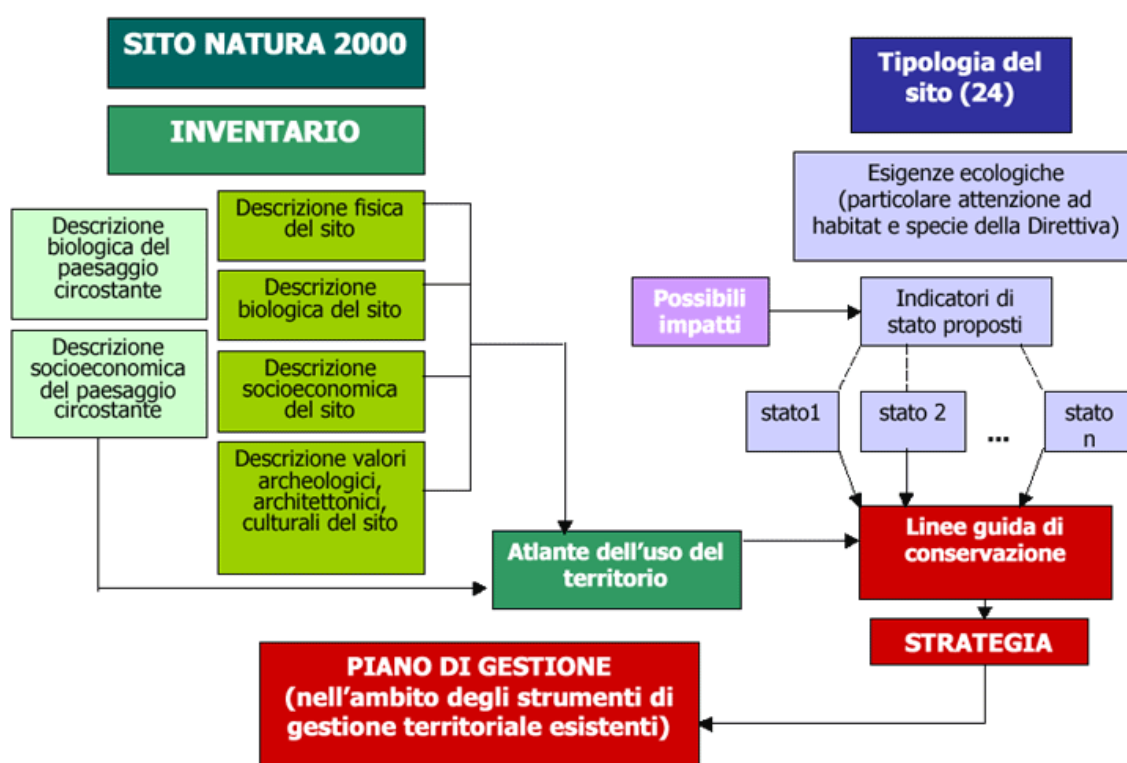 SITO NATURA 2000
INVENTARIO
Descrizione
biologica del
paesaggio
circostante
Descrizione
socioeconomica
del paesaggio
circostante
Descrizione fisica
del sito
Descrizione
biologica del sito
Descrizione
socioeconomica
del sito
Descrizione valori
archeologici,
architettonici,
culturali del sito
Atlante dell’uso del
territorio
Tipologia del
sito (24)
Esigenze ecologiche
(particolare attenzione ad
habitat e specie della Direttiva)
Possibili
impatti
Indicatori di
stato proposti
stato1
stato 2
...
stato
n
Linee guida di
conservazione
STRATEGIA
PIANO DI GESTIONE
(nell’ambito degli strumenti di
gestione territoriale esistenti)